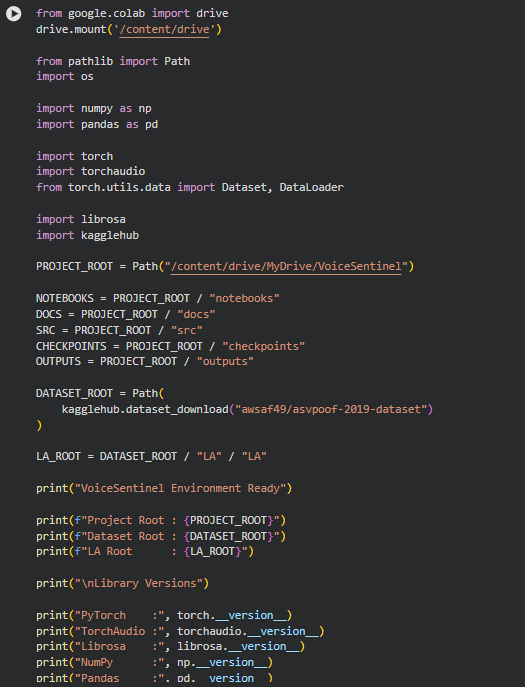 from google.colab import drive
drive.mount('/content/drive')
from pathlib import Path
import os
import numpy as np
import pandas as pd
import torch
import torchaudio
from torch.utils.data import Dataset, DataLoader
import librosa
import kagglehub
PROJECT_ROOT = Path("/content/drive/MyDrive/VoiceSentinel")
NOTEBOOKS = PROJECT_ROOT / "notebooks"
DOCS = PROJECT_ROOT / "docs"
SRC = PROJECT_ROOT / "src"
CHECKPOINTS = PROJECT_ROOT / "checkpoints"
OUTPUTS = PROJECT_ROOT / "outputs"
DATASET_ROOT = Path(
    kagglehub.dataset_download("awsaf49/asvpoof-2019-dataset")
)
LA_ROOT = DATASET_ROOT / "LA" / "LA"
print("VoiceSentinel Environment Ready")
print(f"Project Root : {PROJECT_ROOT}")
print(f"Dataset Root : {DATASET_ROOT}")
print(f"LA Root      : {LA_ROOT}")
print("\nLibrary Versions")
print("PyTorch    :", torch.__version__)
print("TorchAudio :", torchaudio.__version__)
print("Librosa    :", librosa.__version__)
print("NumPy      :", np.__version__)
print("Pandas     :", pd.__version__)